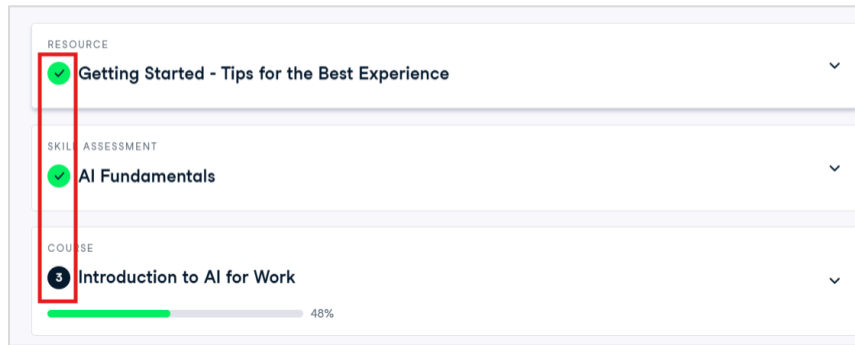 RESOURCE
Getting Started - Tips for the Best Experience
SKILL ASSESSMENT
AI Fundamentals
COURSE
3 Introduction to AI for Work
48%